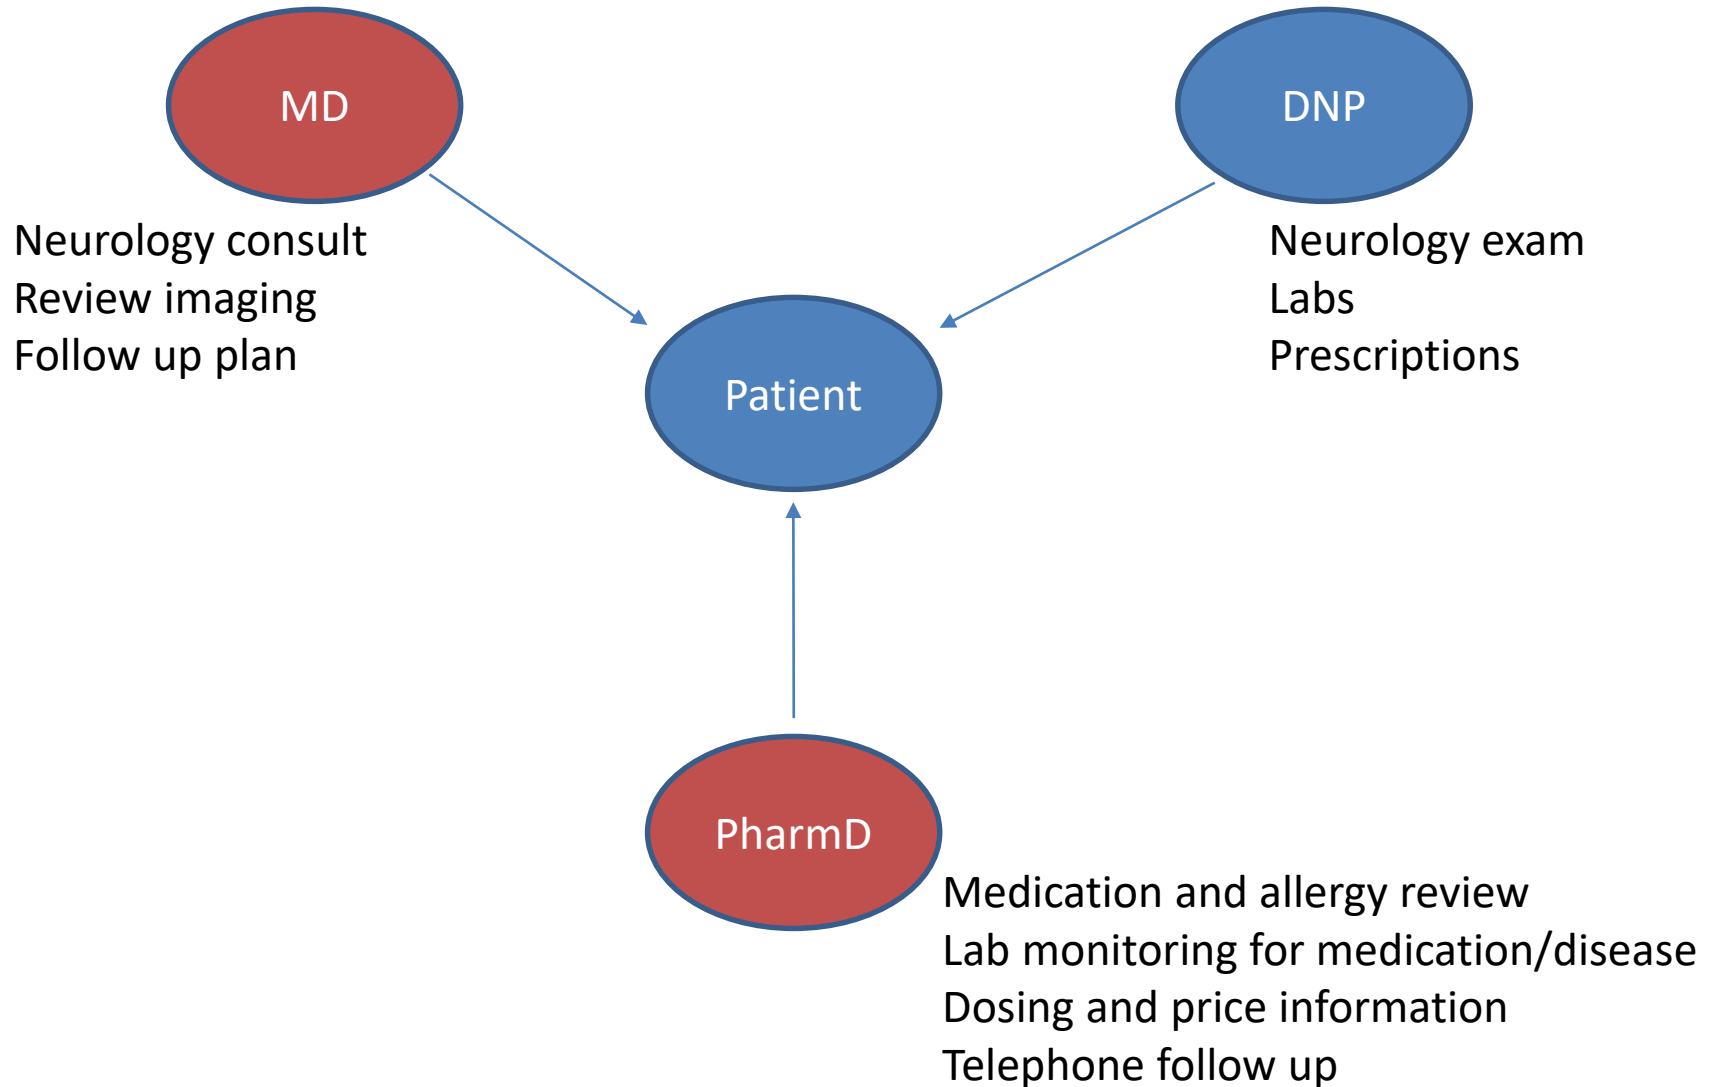 MD
DNP
Neurology consult
Review imaging
Follow up plan
Neurology exam
Labs
Prescriptions
Patient
PharmD
Medication and allergy review
Lab monitoring for medication/disease
Dosing and price information
Telephone follow up